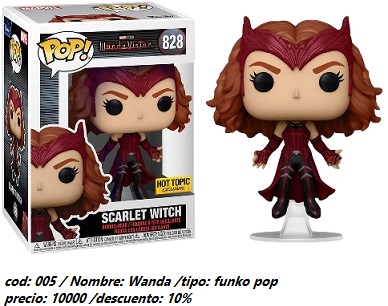 POP!
WandaVision
828
HOT TOPIC
EXCLUSIVE
SCARLET WITCH
cod: 005 / Nombre: Wanda /tipo: funko pop
precio: 10000 /descuento: 10%